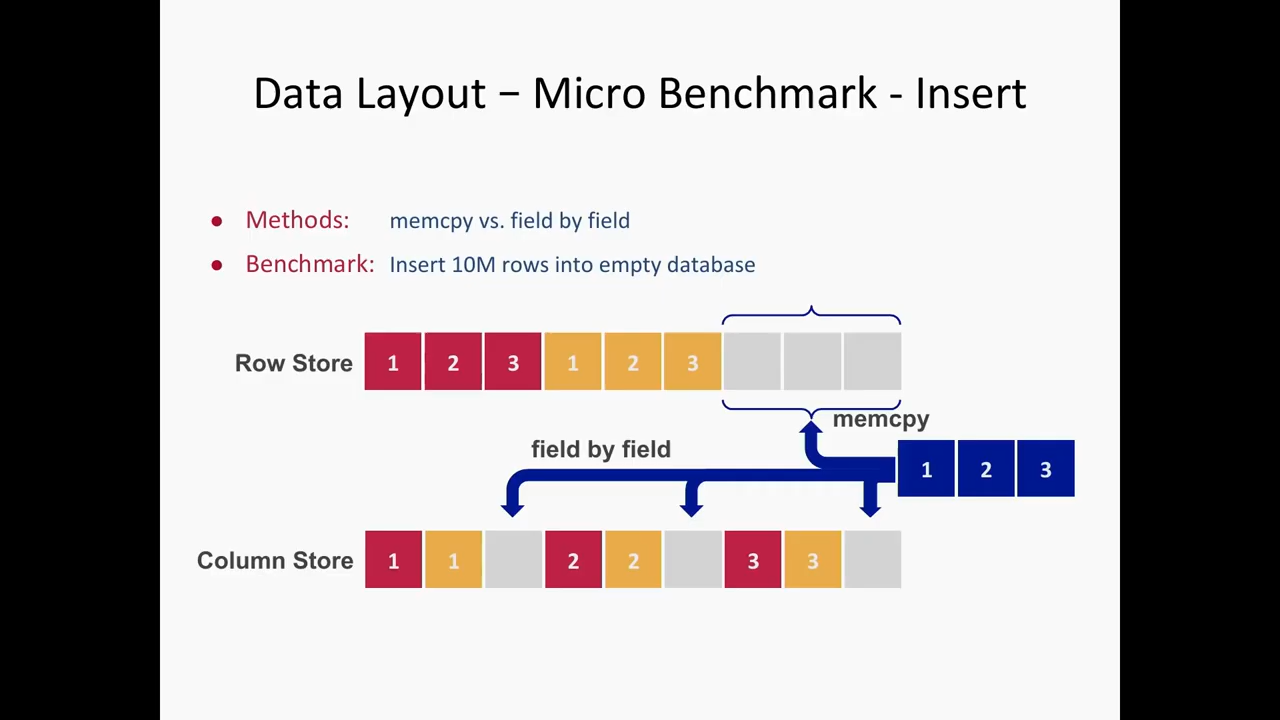 Data Layout – Micro Benchmark - Insert
● Methods: memcpy vs. field by field
● Benchmark: Insert 10M rows into empty database
Row Store 1 2 3 1 2 3
memcpy
field by field
1 2 3
Column Store 1 1 2 2 3 3